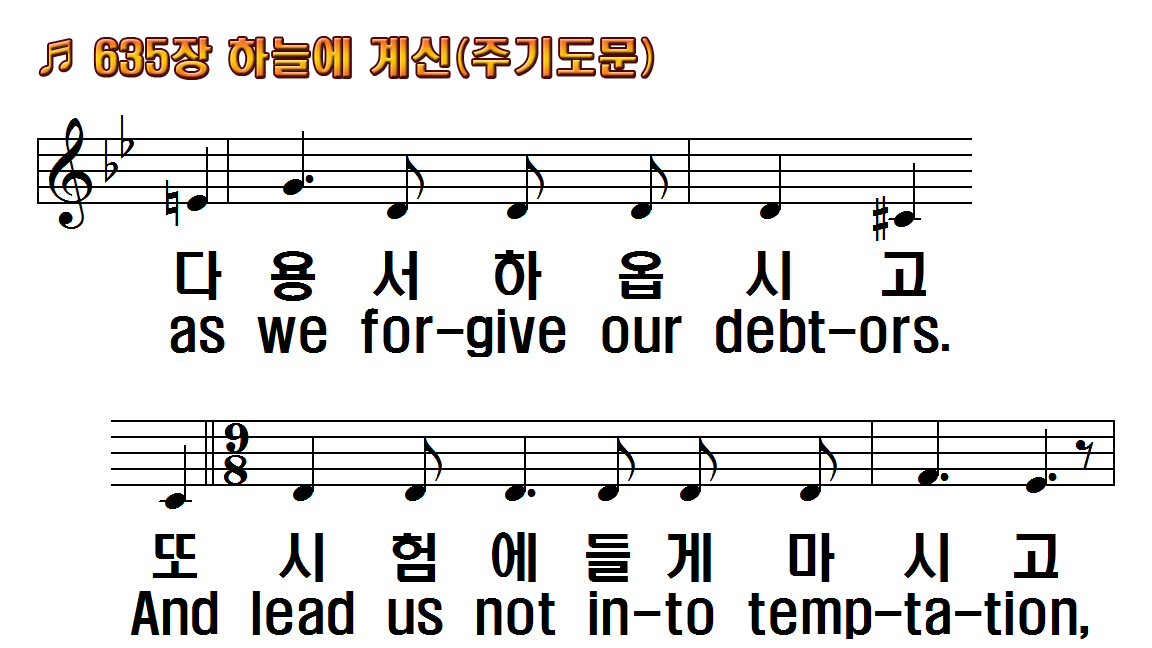 635장 하늘에 계신(주기도문)
다 용 서 하 옵 시 고
as we for-give our debt-ors.
9
8
또 시 험 에 들 게 마 시 고
And lead us not in-to temp-ta-tion,